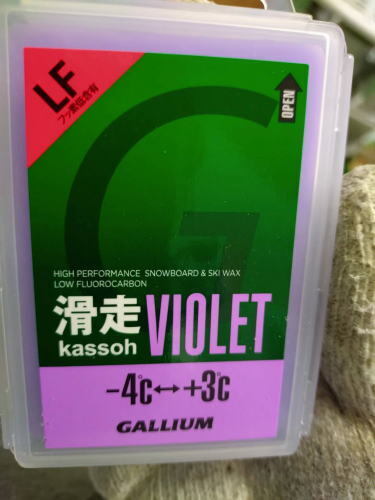 LF
フッ素低含有
OPEN
HIGH PERFORMANCE SNOWBOARD & SKI WAX
LOW FLUOROCARBON
滑走 VIOLET
kassoh
-4℃↔+3℃
GALLIUM